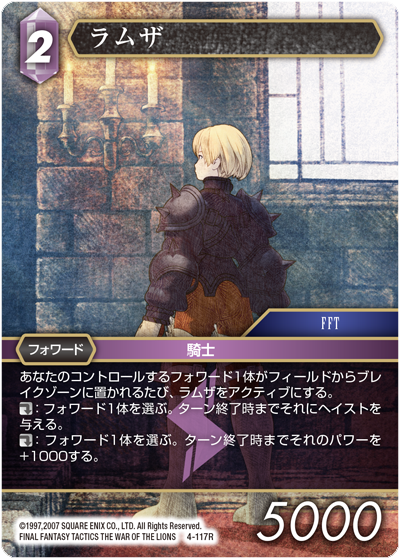 2
ラムザ
FFT
フォワード
騎士
あなたのコントロールするフォワード1体がフィールドからブレ
イクゾーンに置かれるたび、ラムザをアクティブにする。
:フォワード1体を選ぶ。ターン終了時までそれにヘイストを
与える。
:フォワード1体を選ぶ。ターン終了時までそれのパワーを
+1000する。
©1997,2007 SQUARE ENIX CO., LTD. All Rights Reserved.
FINAL FANTASY TACTICS THE WAR OF THE LIONS 4-117R
5000